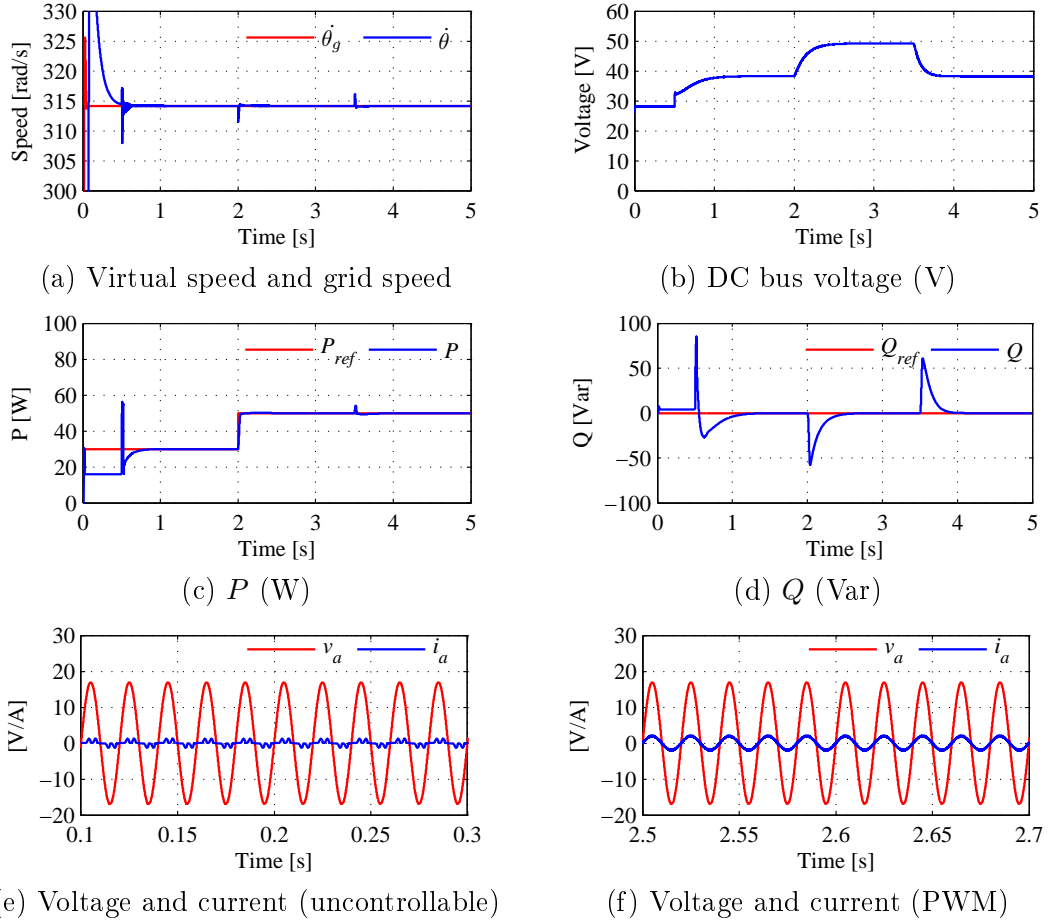 330
325
320
315
310
305
300
Speed [rad/s]
θ̇g θ̇
0 1 2 3 4 5
Time [s]
(a) Virtual speed and grid speed
60
50
40
30
20
10
0
Voltage [V]
0 1 2 3 4 5
Time [s]
(b) DC bus voltage (V)
100
80
60
40
20
0
P [W]
Pref P
0 1 2 3 4 5
Time [s]
(c) P (W)
100
50
0
−50
−100
Q [Var]
Qref Q
0 1 2 3 4 5
Time [s]
(d) Q (Var)
30
20
10
0
−10
−20
[V/A]
va ia
0.1 0.15 0.2 0.25 0.3
Time [s]
e) Voltage and current (uncontrollable)
30
20
10
0
−10
−20
[V/A]
va ia
2.5 2.55 2.6 2.65 2.7
Time [s]
(f) Voltage and current (PWM)